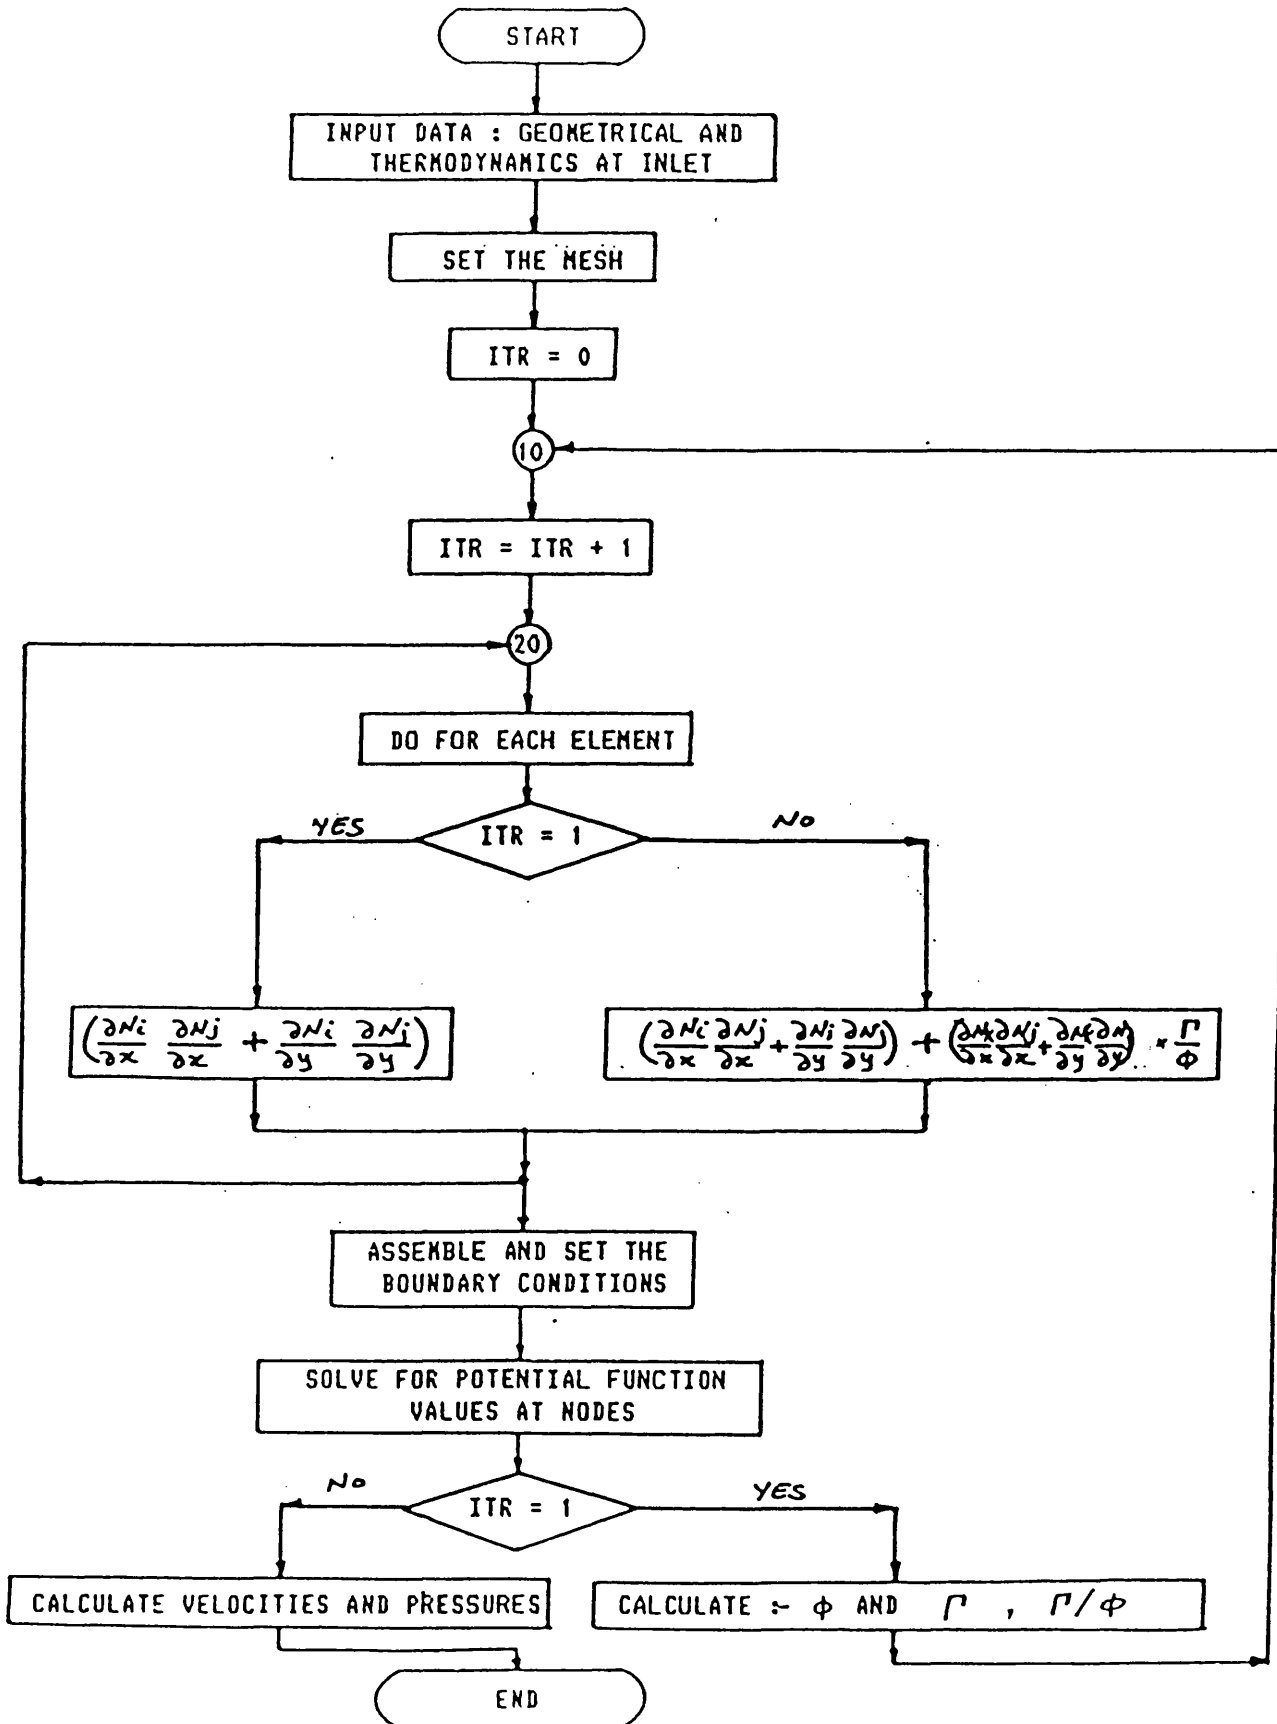 START
INPUT DATA : GEOMETRICAL AND
THERMODYNAMICS AT INLET
SET THE MESH
ITR = 0
10
ITR = ITR + 1
20
DO FOR EACH ELEMENT
ITR = 1
YES
NO
(∂Ni/∂x ∂Nj/∂x + ∂Ni/∂y ∂Nj/∂y)
(∂Ni/∂x ∂Nj/∂x + ∂Ni/∂y ∂Nj/∂y) + (∂x ∂Nj/∂x + ∂y ∂N/∂y) * Γ/Φ
ASSEMBLE AND SET THE
BOUNDARY CONDITIONS
SOLVE FOR POTENTIAL FUNCTION
VALUES AT NODES
NO
ITR = 1
YES
CALCULATE VELOCITIES AND PRESSURES
CALCULATE :- Φ AND Γ , Γ/Φ
END